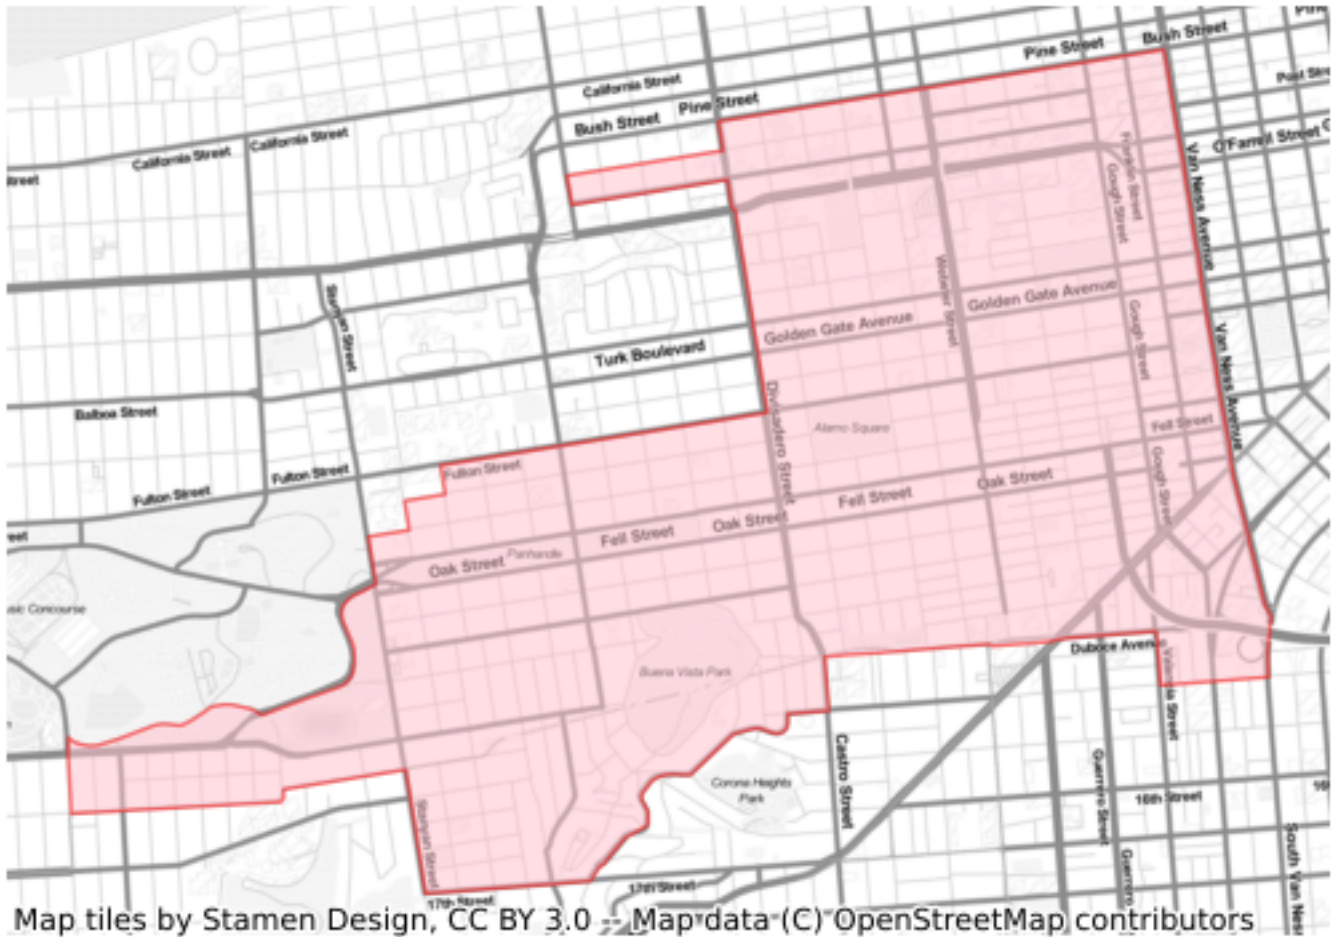 Pine Street
Bush Street
California Street
Pine Street
Bush Street
California Street
California Street
O'Farrell Street
Franklin Street
Gough Street
Van Ness Avenue
Webster Street
Golden Gate Avenue
Golden Gate Avenue
Gough Street
Stanyan Street
Turk Boulevard
Van Ness Avenue
Balboa Street
Divisadero Street
Alamo Square
Fell Street
Fulton Street
Fulton Street
Fulton Street
Gough Street
Oak Street
Fell Street
Oak Street
Fell Street
Panhandle
Oak Street
sic Concourse
Buena Vista Park
Duboce Avenue
Valencia Street
Castro Street
Guerrero Street
Corona Heights
Park
16th Street
16
Stanyan Street
South Van Ness
Guerrero
17th Street
17th Street
Map tiles by Stamen Design, CC BY 3.0 -- Map data (C) OpenStreetMap contributors